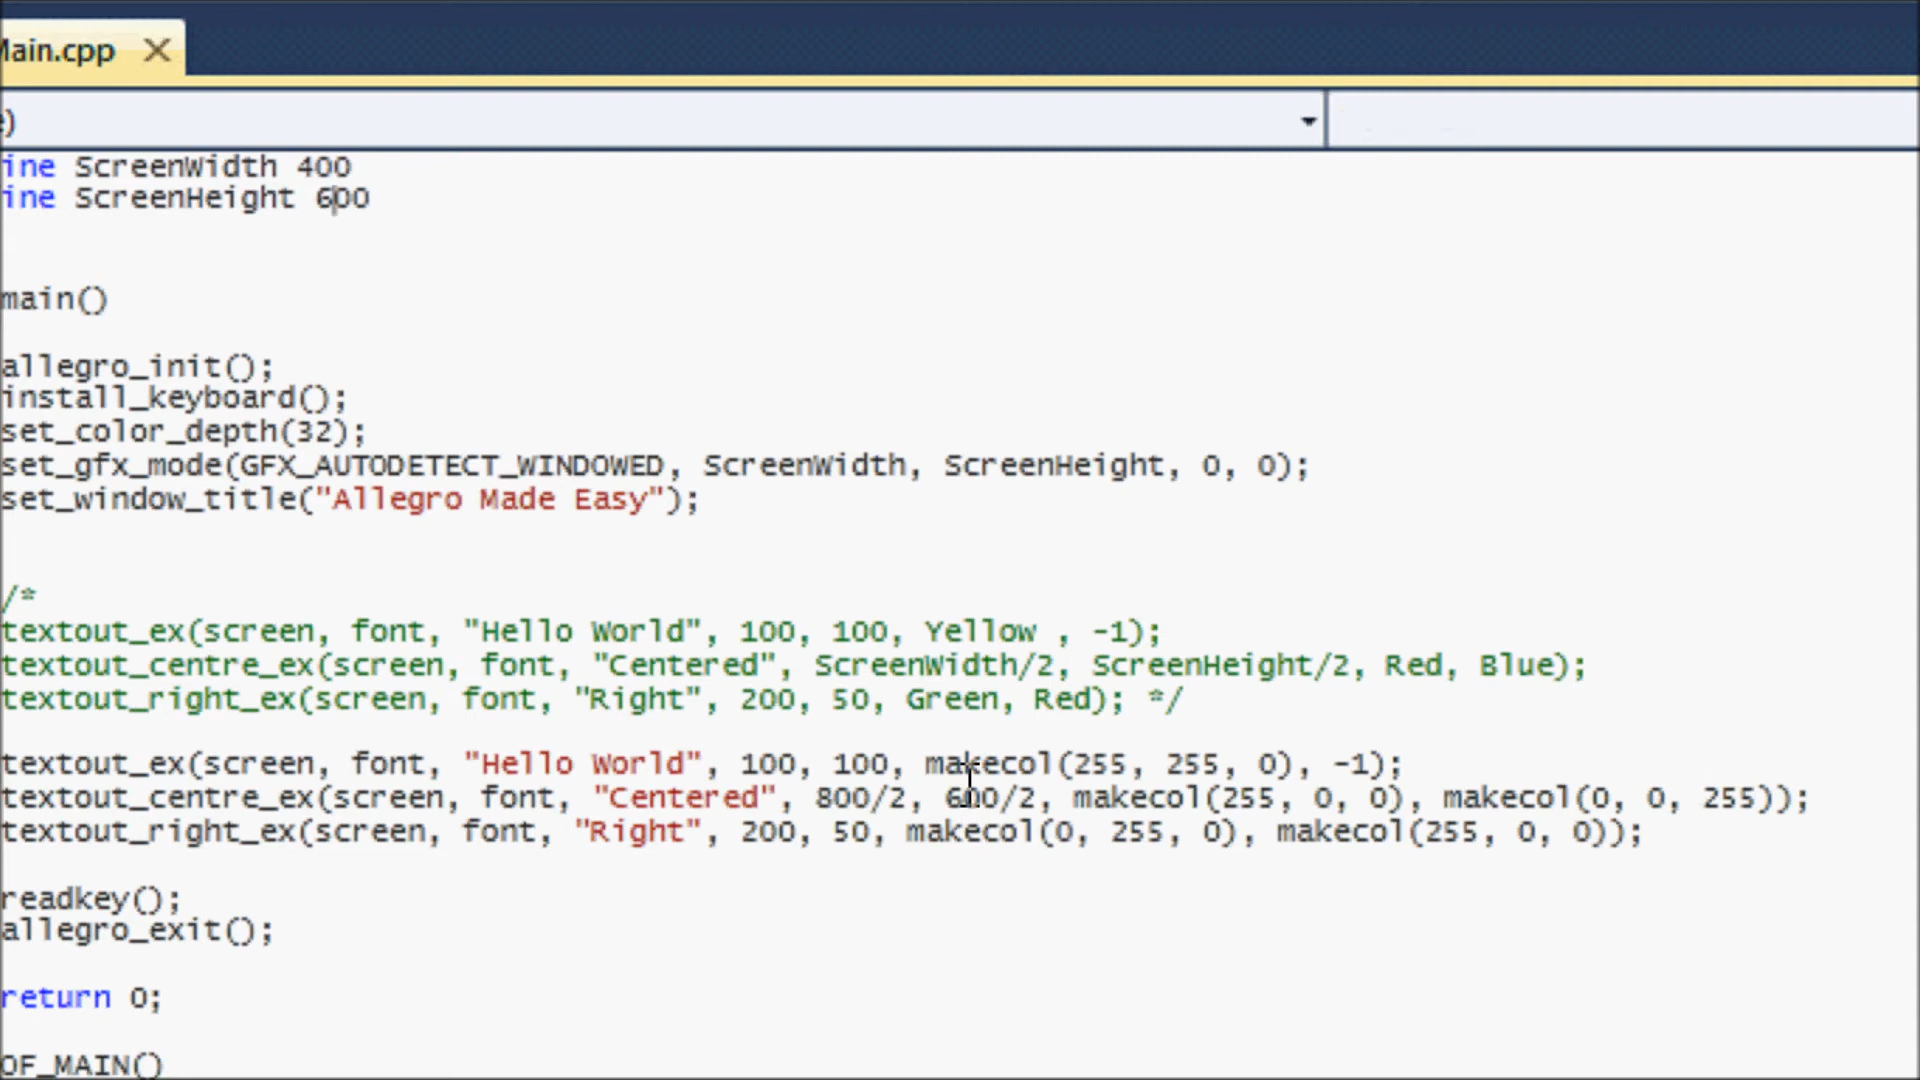 Main.cpp
e)
ine ScreenWidth 400
ine ScreenHeight 600
main()
allegro_init();
install_keyboard();
set_color_depth(32);
set_gfx_mode(GFX_AUTODETECT_WINDOWED, ScreenWidth, ScreenHeight, 0, 0);
set_window_title("Allegro Made Easy");
/*
textout_ex(screen, font, "Hello World", 100, 100, Yellow , -1);
textout_centre_ex(screen, font, "Centered", ScreenWidth/2, ScreenHeight/2, Red, Blue);
textout_right_ex(screen, font, "Right", 200, 50, Green, Red); */
textout_ex(screen, font, "Hello World", 100, 100, makecol(255, 255, 0), -1);
textout_centre_ex(screen, font, "Centered", 800/2, 600/2, makecol(255, 0, 0), makecol(0, 0, 255));
textout_right_ex(screen, font, "Right", 200, 50, makecol(0, 255, 0), makecol(255, 0, 0));
readkey();
allegro_exit();
return 0;
OF_MAIN()